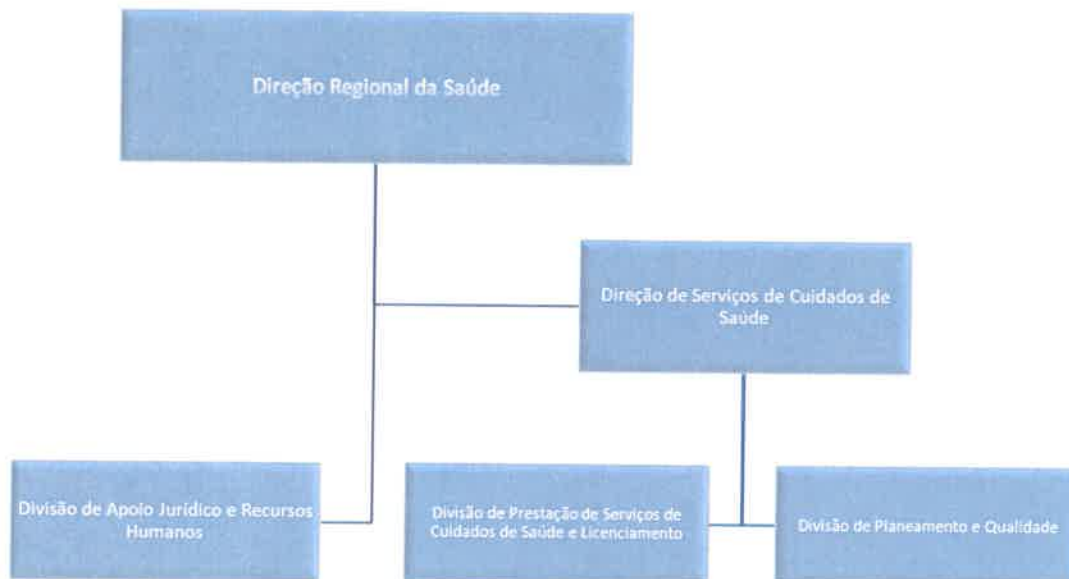 Direção Regional da Saúde
Direção de Serviços de Cuidados de
Saúde
Divisão de Apoio Jurídico e Recursos
Humanos
Divisão de Prestação de Serviços de
Cuidados de Saúde e Licenciamento
Divisão de Planeamento e Qualidade